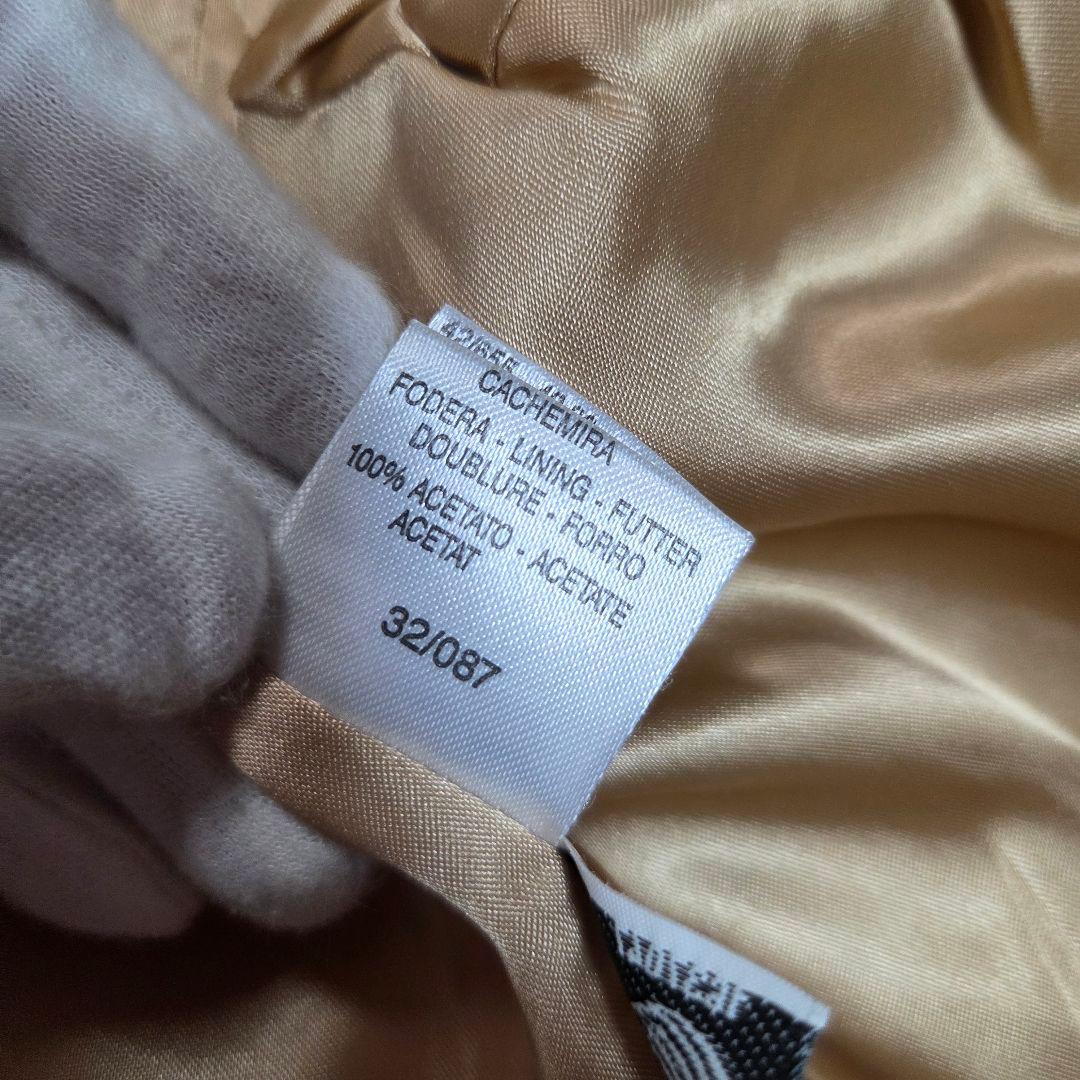 CACHEMIRA
FODERA - LINING - FUTTER
DOUBLURE - FORRO
100% ACETATO - ACETATE
ACETAT
32/087